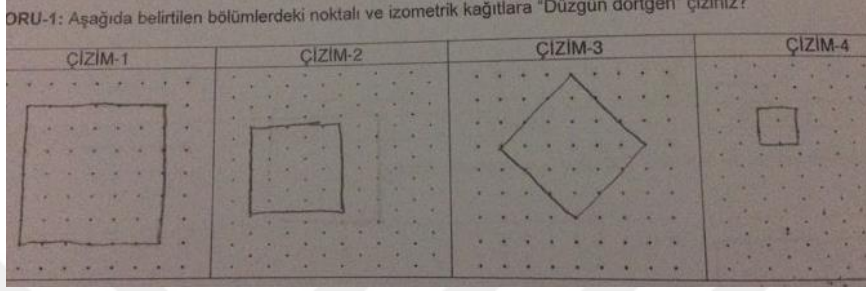 ORU-1: Aşağıda belirtilen bölümlerdeki noktalı ve izometrik kağıtlara "Düzgün dörtgen" çiziniz?
ÇİZİM-1 ÇİZİM-2 ÇİZİM-3 ÇİZİM-4